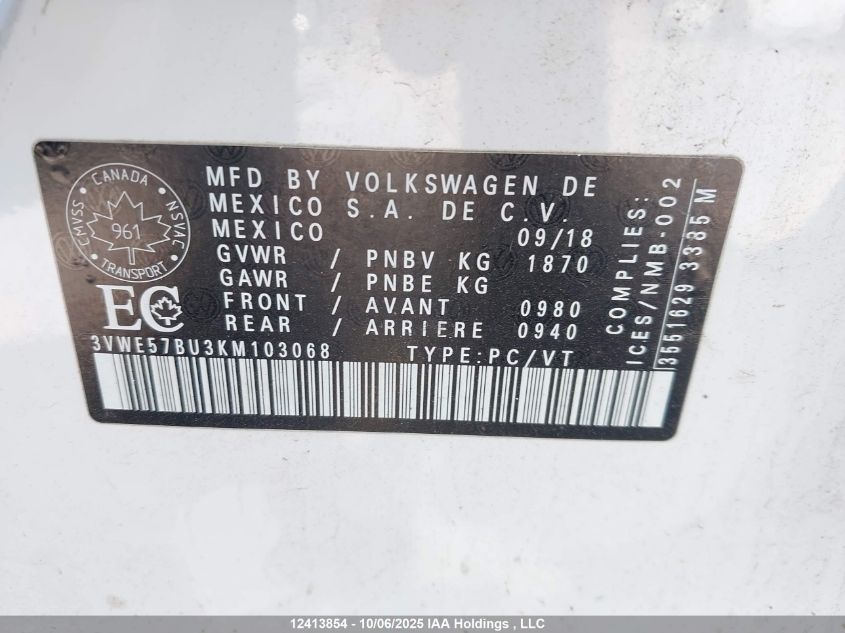 CANADA
CMVSS
NSVAC
961
TRANSPORT
EC
MFD BY VOLKSWAGEN DE
MEXICO S.A. DE C.V.
MEXICO 09/18
GVWR / PNBV KG 1870
GAWR / PNBE KG
FRONT / AVANT 0980
REAR / ARRIERE 0940
3VWE57BU3KM103068 TYPE:PC/VT
COMPLIES:
ICES/NMB-002
3551629 3385 M
12413854 - 10/06/2025 IAA Holdings, LLC